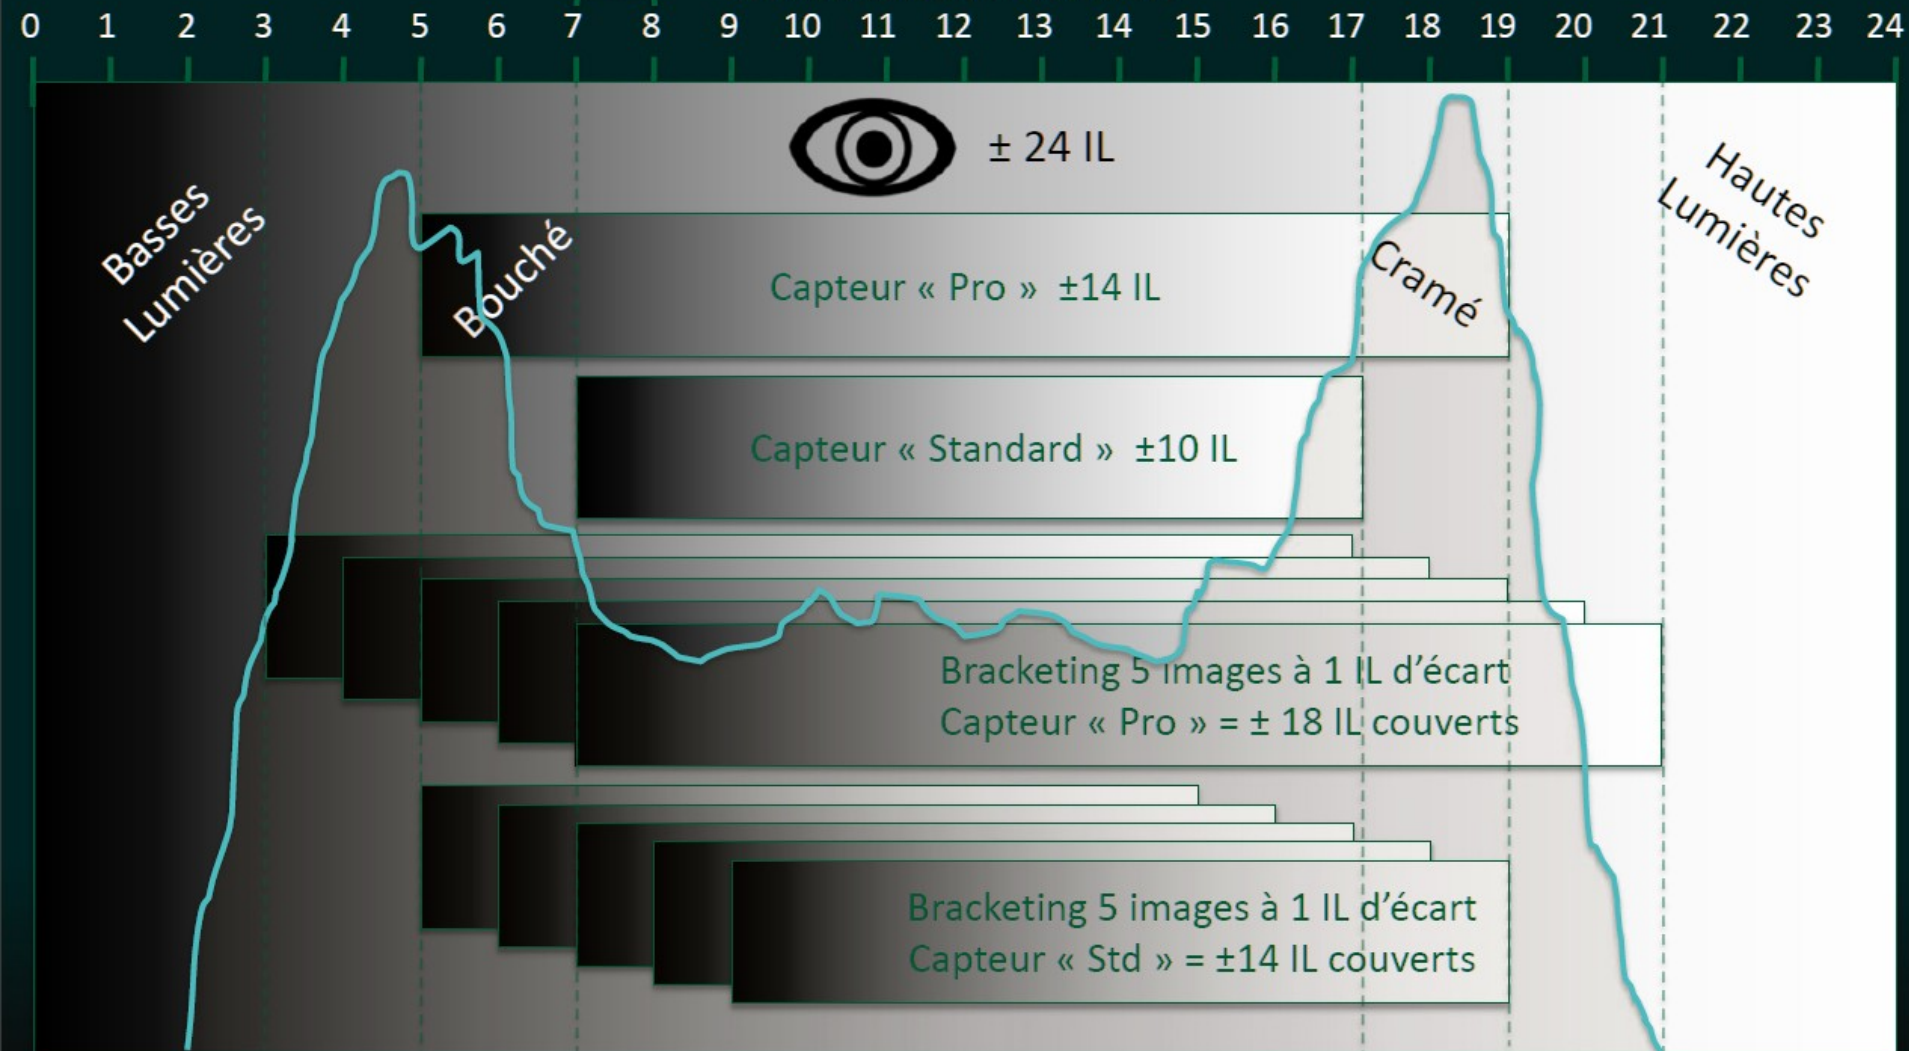 0 1 2 3 4 5 6 7 8 9 10 11 12 13 14 15 16 17 18 19 20 21 22 23 24
± 24 IL
Basses
Lumières
Bouché
Capteur « Pro » ±14 IL
Cramé
Hautes
Lumières
Capteur « Standard » ±10 IL
Bracketing 5 images à 1 IL d’écart
Capteur « Pro » = ± 18 IL couverts
Bracketing 5 images à 1 IL d’écart
Capteur « Std » = ±14 IL couverts